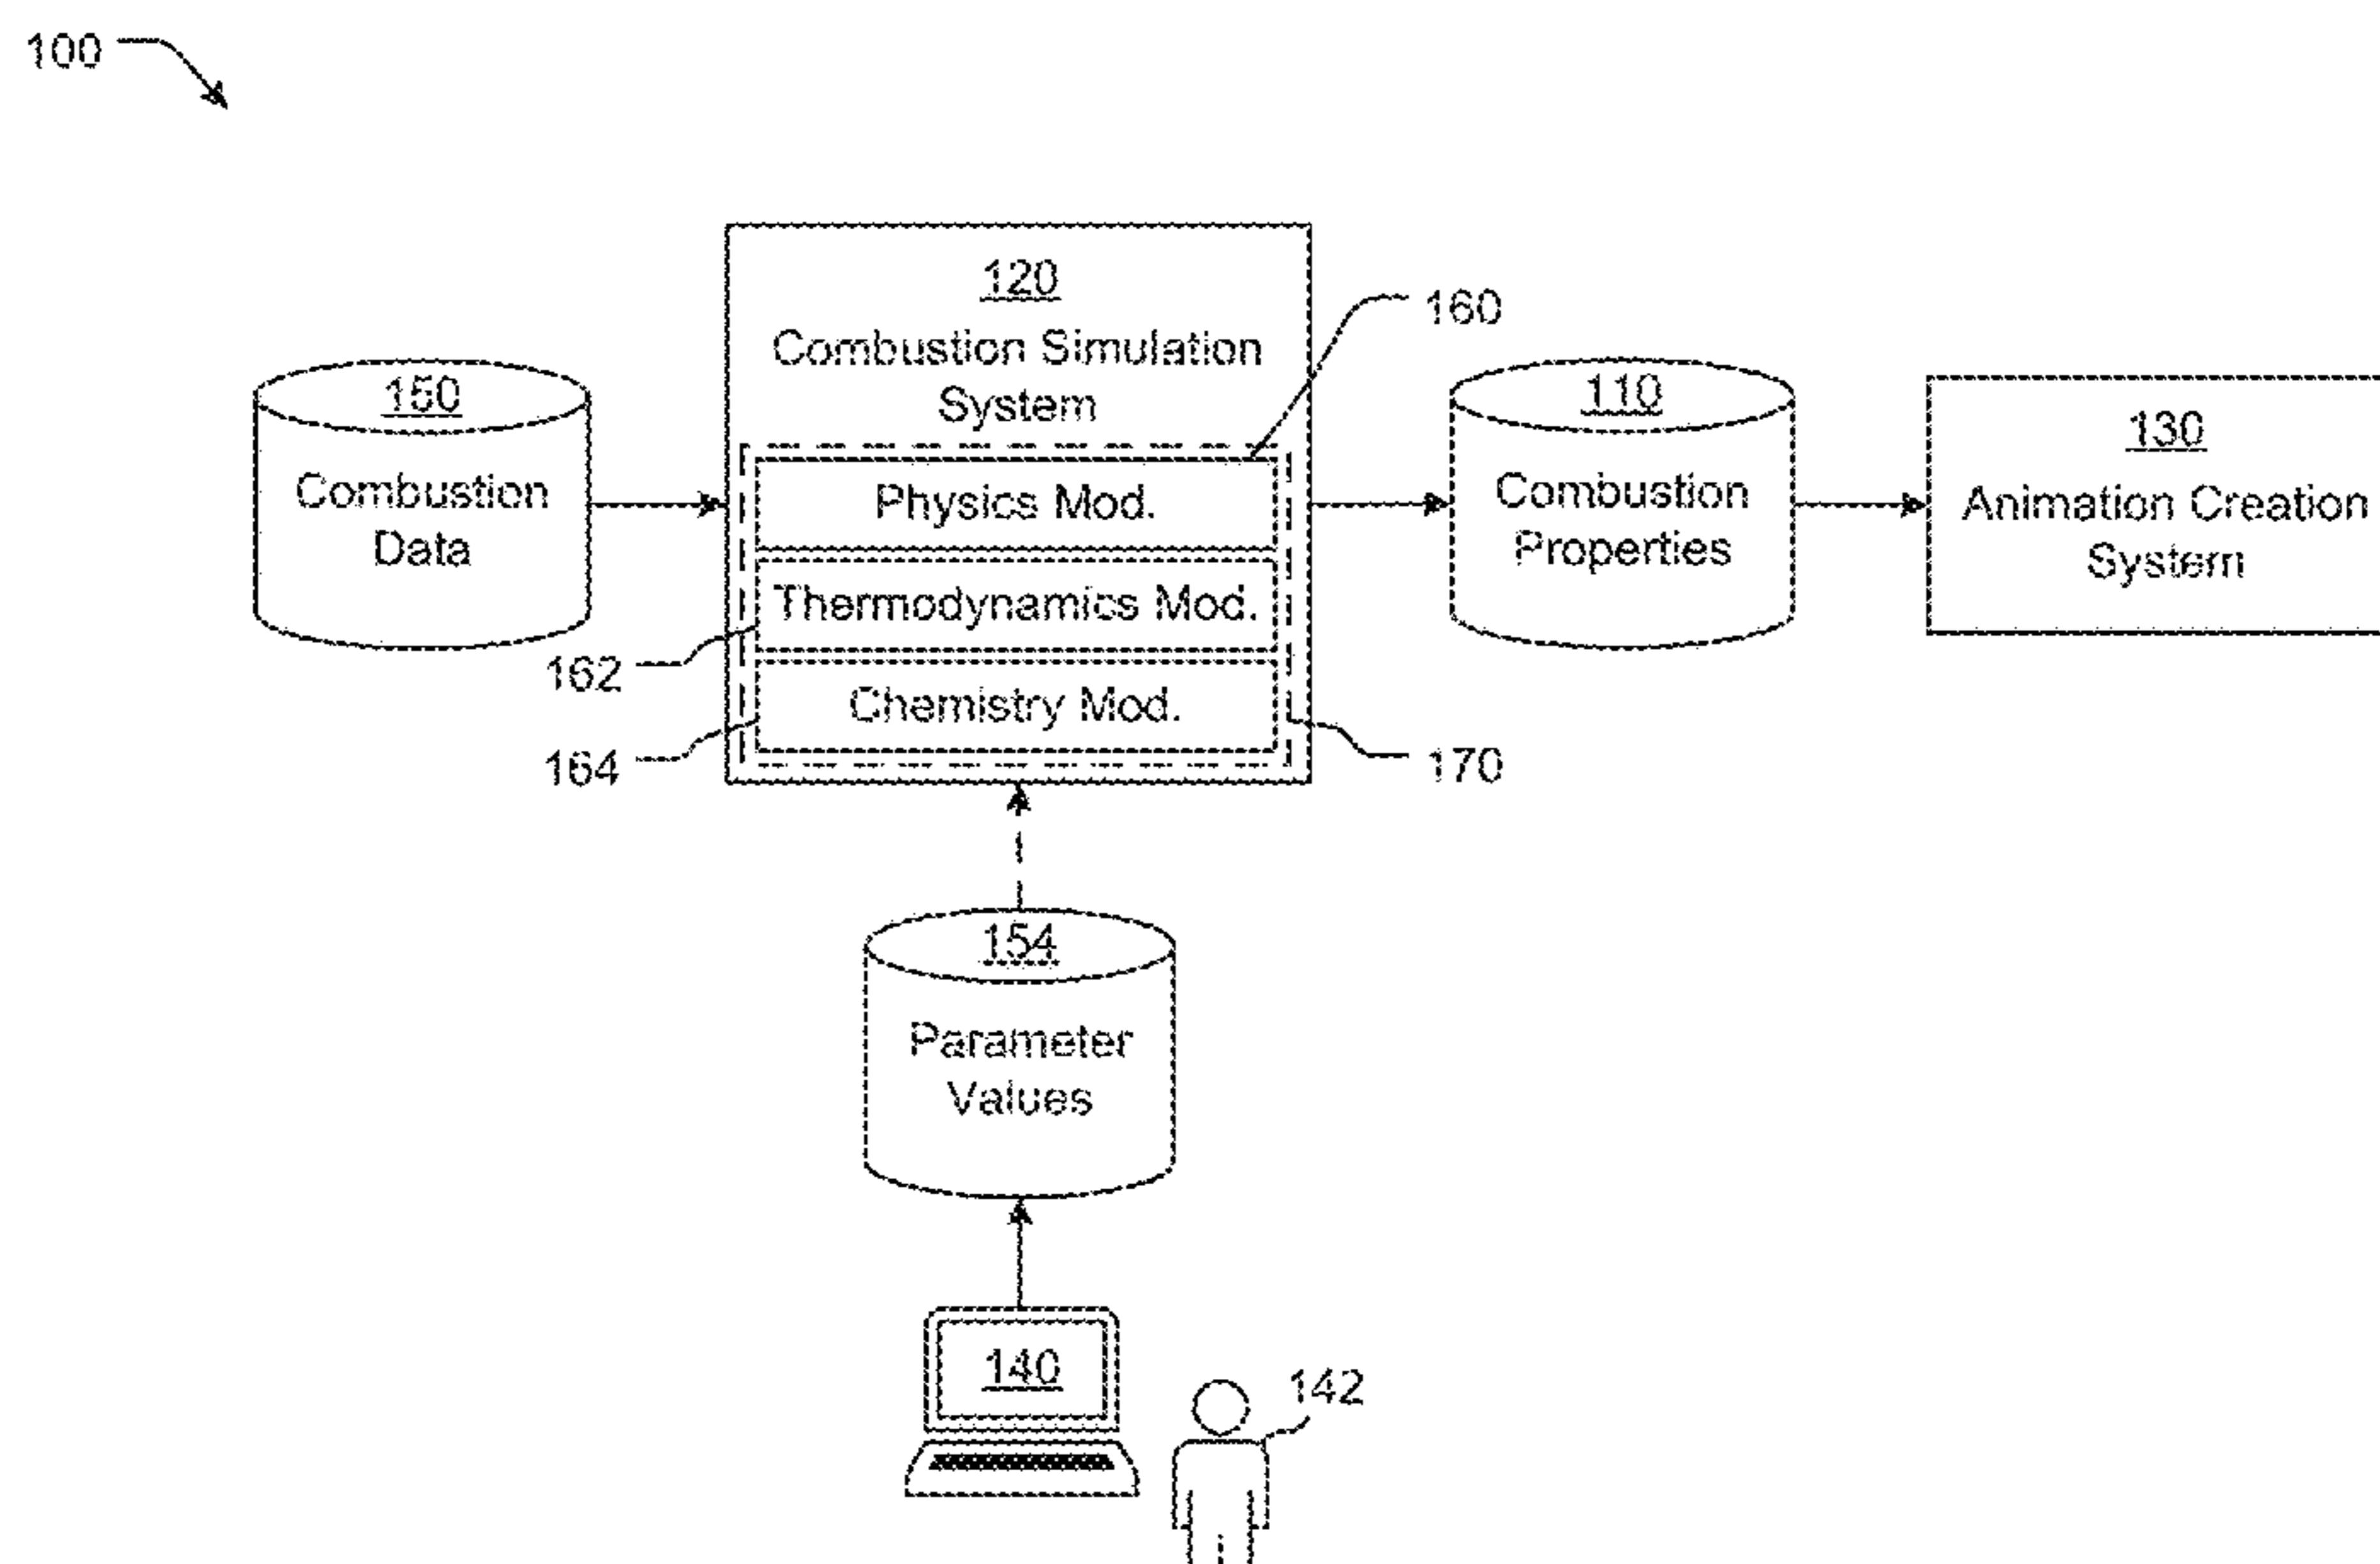 100
120
Combustion Simulation
System
160
150
Combustion
Data
Physics Mod.
Thermodynamics Mod.
Chemistry Mod.
162
164
170
110
Combustion
Properties
130
Animation Creation
System
154
Parameter
Values
140
142